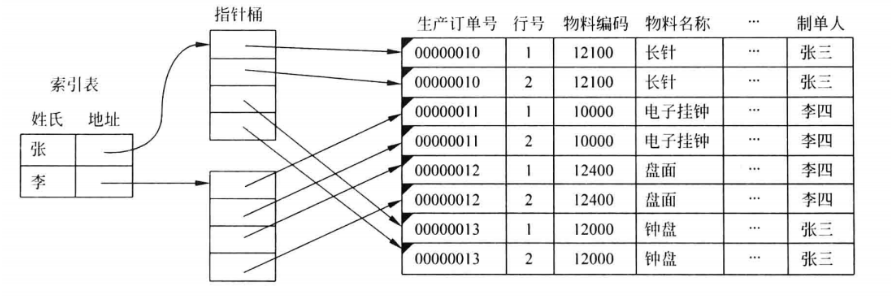 指针桶
生产订单号 行号 物料编码 物料名称 ... 制单人
00000010 1 12100 长针 ... 张三
00000010 2 12100 长针 ... 张三
00000011 1 10000 电子挂钟 ... 李四
00000011 2 10000 电子挂钟 ... 李四
00000012 1 12400 盘面 ... 李四
00000012 2 12400 盘面 ... 李四
00000013 1 12000 钟盘 ... 张三
00000013 2 12000 钟盘 ... 张三
索引表
姓氏 地址
张
李